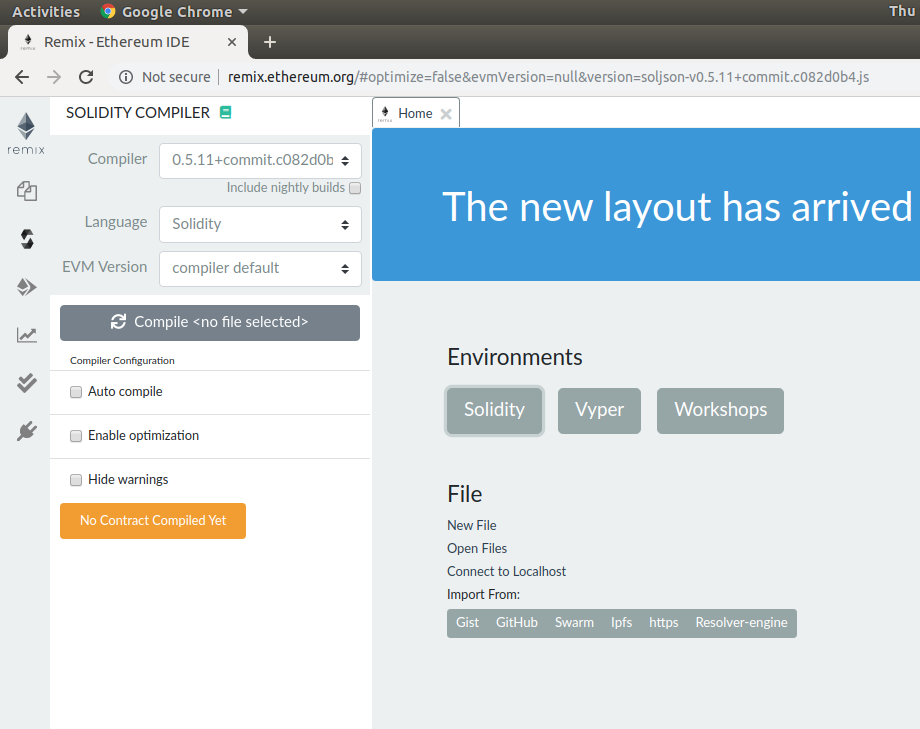 Activities Google Chrome Thu
Remix - Ethereum IDE
Not secure remix.ethereum.org/#optimize=false&evmVersion=null&version=soljson-v0.5.11+commit.c082d0b4.js
remix
SOLIDITY COMPILER
Compiler 0.5.11+commit.c082d0b
Include nightly builds
Language Solidity
EVM Version compiler default
Compile <no file selected>
Compiler Configuration
Auto compile
Enable optimization
Hide warnings
No Contract Compiled Yet
Home
The new layout has arrived
Environments
Solidity Vyper Workshops
File
New File
Open Files
Connect to Localhost
Import From:
Gist GitHub Swarm Ipfs https Resolver-engine